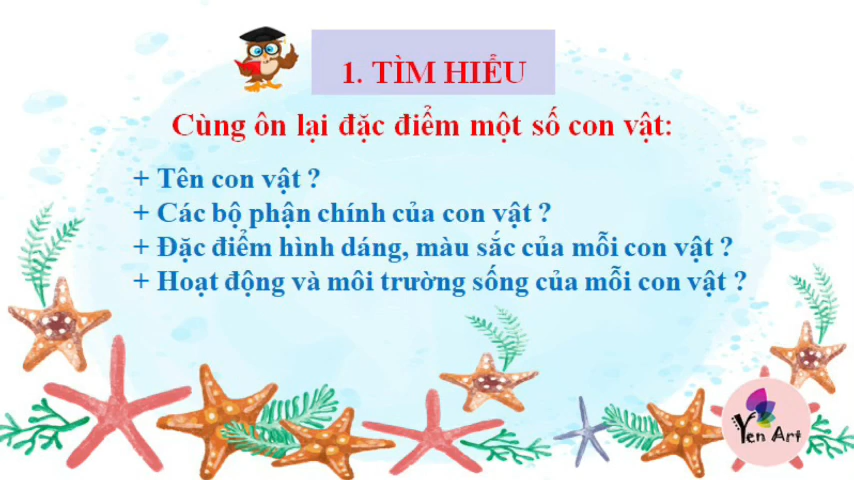 1. TÌM HIỂU
Cùng ôn lại đặc điểm một số con vật:
+ Tên con vật ?
+ Các bộ phận chính của con vật ?
+ Đặc điểm hình dáng, màu sắc của mỗi con vật ?
+ Hoạt động và môi trường sống của mỗi con vật ?
Yen Art